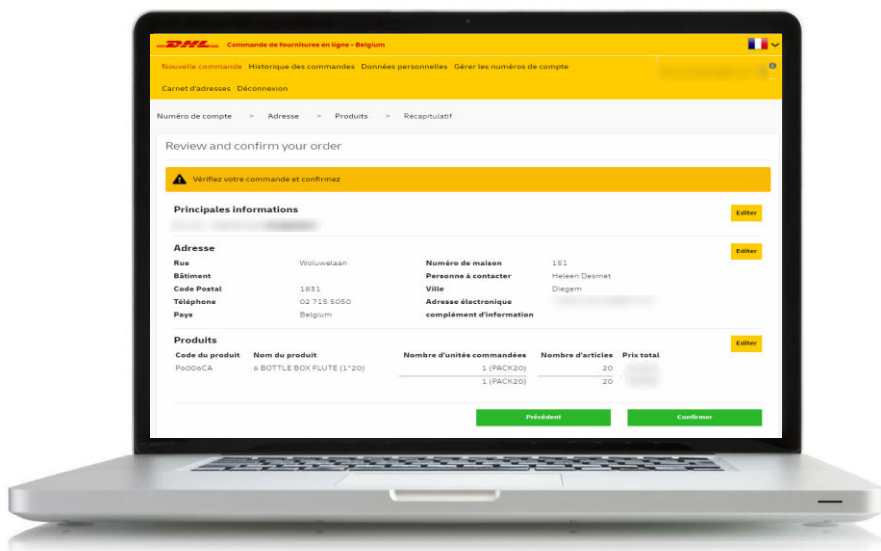 DHL Commande de fournitures en ligne - Belgium
Nouvelle commande Historique des commandes Données personnelles Gérer les numéros de compte
Carnet d'adresses Déconnexion
Numéro de compte > Adresse > Produits > Récapitulatif
Review and confirm your order
Vérifiez votre commande et confirmez
Principales informations Editer
Adresse Editer
Rue Woluwelaan Numéro de maison 151
Bâtiment Personne à contacter Heleen Desmet
Code Postal 1831 Ville Diegem
Téléphone 02 715 5050 Adresse électronique
Pays Belgium complément d'information
Produits Editer
Code du produit Nom du produit Nombre d'unités commandées Nombre d'articles Prix total
P6006CA 6 BOTTLE BOX FLUTE (1*20) 1 (PACK20) 20
1 (PACK20) 20
Précédent Confirmer